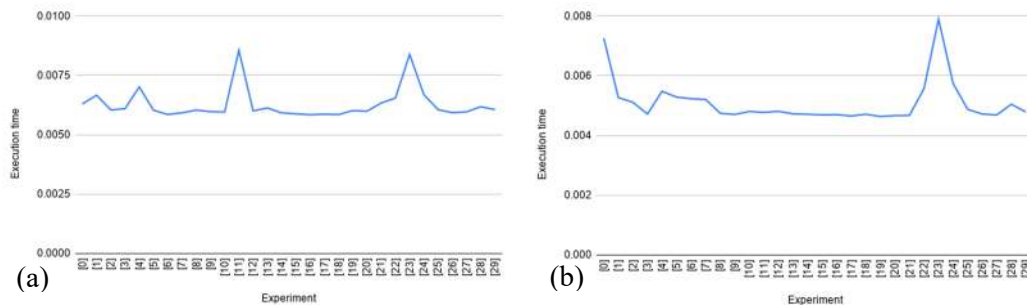 0.0100
0.0075
0.0050
0.0025
0.0000
Execution time
[0] [1] [2] [3] [4] [5] [6] [7] [8] [9] [10] [11] [12] [13] [14] [15] [16] [17] [18] [19] [20] [21] [22] [23] [24] [25] [26] [27] [28] [29]
Experiment
(a)
0.008
0.006
0.004
0.002
0.000
Execution time
[0] [1] [2] [3] [4] [5] [6] [7] [8] [9] [10] [11] [12] [13] [14] [15] [16] [17] [18] [19] [20] [21] [22] [23] [24] [25] [26] [27] [28] [29]
Experiment
(b)